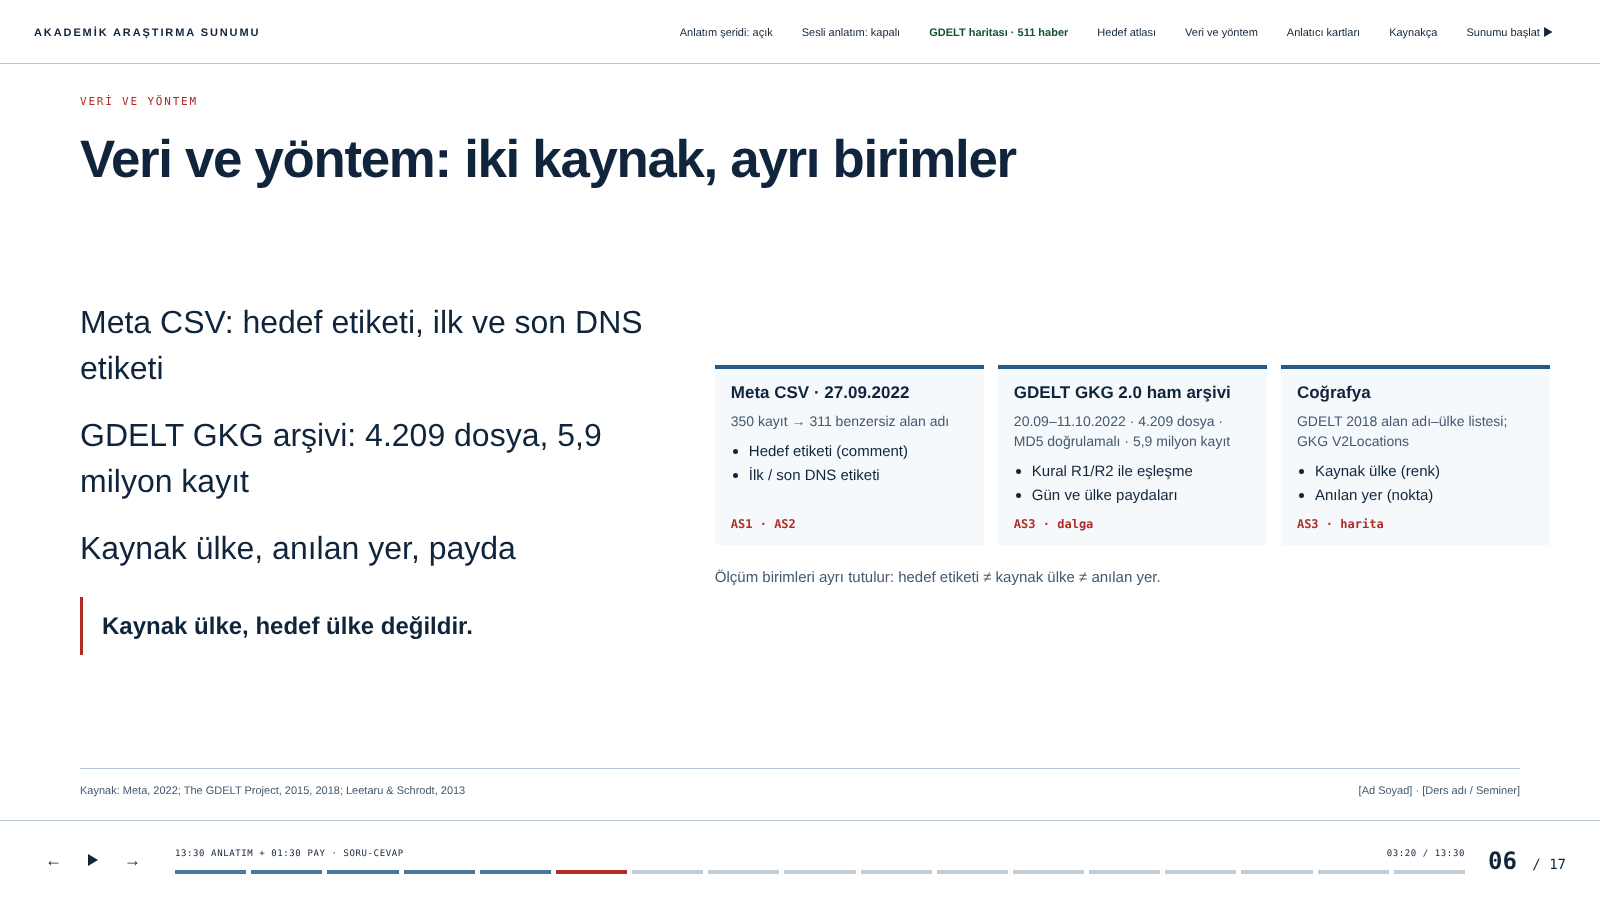 AKADEMİK ARAŞTIRMA SUNUMU
Anlatım şeridi: açık
Sesli anlatım: kapalı
GDELT haritası · 511 haber
Hedef atlası
Veri ve yöntem
Anlatıcı kartları
Kaynakça
Sunumu başlat ▶
VERİ VE YÖNTEM
Veri ve yöntem: iki kaynak, ayrı birimler
Meta CSV: hedef etiketi, ilk ve son DNS
etiketi
GDELT GKG arşivi: 4.209 dosya, 5,9
milyon kayıt
Kaynak ülke, anılan yer, payda
Kaynak ülke, hedef ülke değildir.
Meta CSV · 27.09.2022
350 kayıt → 311 benzersiz alan adı
• Hedef etiketi (comment)
• İlk / son DNS etiketi
AS1 · AS2
GDELT GKG 2.0 ham arşivi
20.09–11.10.2022 · 4.209 dosya ·
MD5 doğrulamalı · 5,9 milyon kayıt
• Kural R1/R2 ile eşleşme
• Gün ve ülke paydaları
AS3 · dalga
Coğrafya
GDELT 2018 alan adı–ülke listesi;
GKG V2Locations
• Kaynak ülke (renk)
• Anılan yer (nokta)
AS3 · harita
Ölçüm birimleri ayrı tutulur: hedef etiketi ≠ kaynak ülke ≠ anılan yer.
Kaynak: Meta, 2022; The GDELT Project, 2015, 2018; Leetaru & Schrodt, 2013
[Ad Soyad] · [Ders adı / Seminer]
← ▶ →
13:30 ANLATIM + 01:30 PAY · SORU-CEVAP
03:20 / 13:30
06 / 17